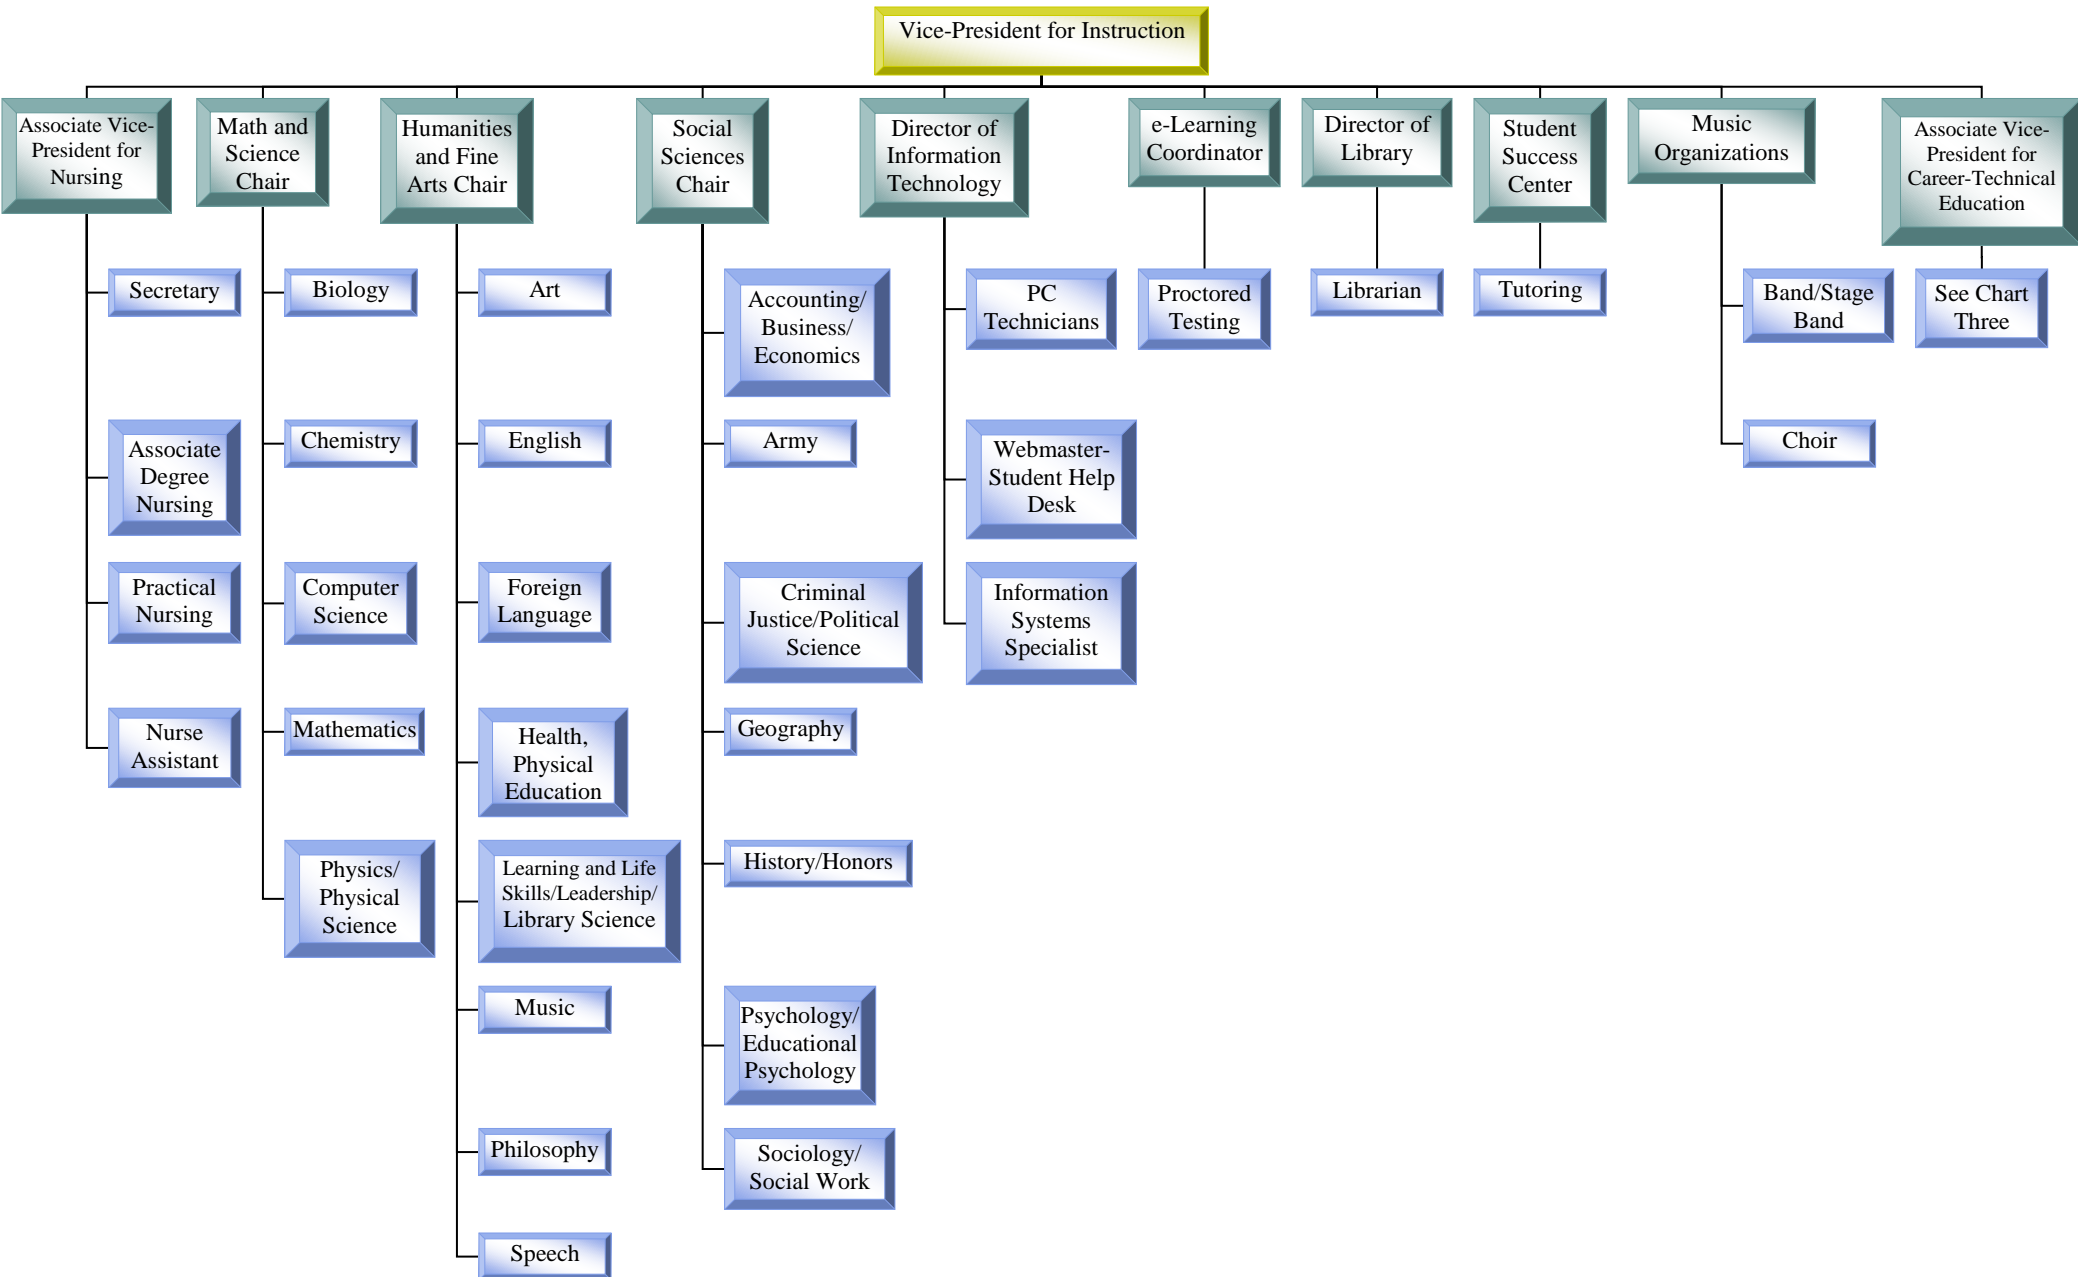 Vice-President for Instruction
Associate Vice-
President for
Nursing
Math and
Science
Chair
Humanities
and Fine
Arts Chair
Social
Sciences
Chair
Director of
Information
Technology
e-Learning
Coordinator
Director of
Library
Student
Success
Center
Music
Organizations
Associate Vice-
President for
Career-Technical
Education
Secretary
Associate
Degree
Nursing
Practical
Nursing
Nurse
Assistant
Biology
Chemistry
Computer
Science
Mathematics
Physics/
Physical
Science
Art
English
Foreign
Language
Health,
Physical
Education
Learning and Life
Skills/Leadership/
Library Science
Music
Philosophy
Speech
Accounting/
Business/
Economics
Army
Criminal
Justice/Political
Science
Geography
History/Honors
Psychology/
Educational
Psychology
Sociology/
Social Work
PC
Technicians
Webmaster-
Student Help
Desk
Information
Systems
Specialist
Proctored
Testing
Librarian
Tutoring
Band/Stage
Band
Choir
See Chart
Three